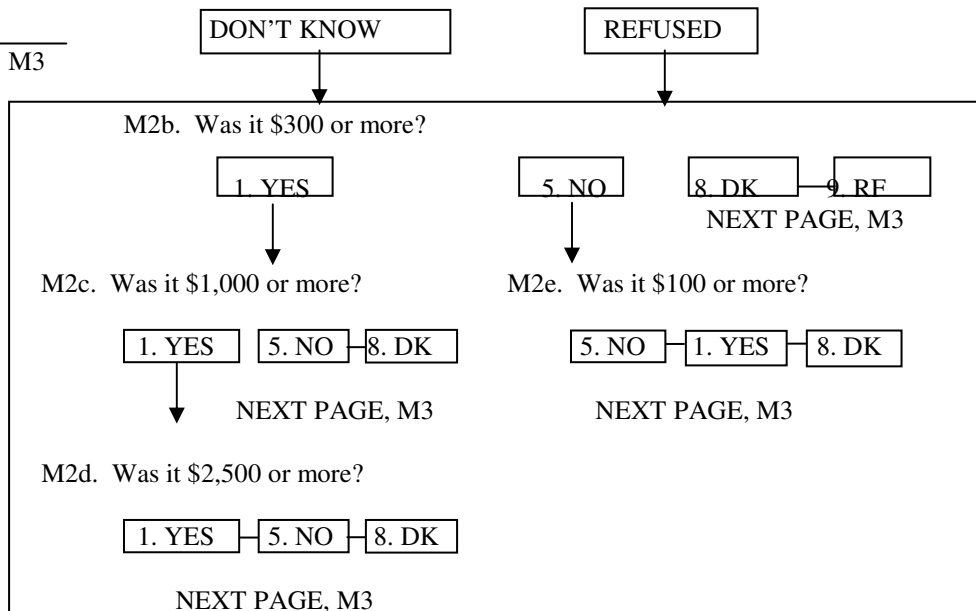 DON'T KNOW REFUSED
M3
M2b. Was it $300 or more?
1. YES 5. NO 8. DK 9. RF
NEXT PAGE, M3
M2c. Was it $1,000 or more? M2e. Was it $100 or more?
1. YES 5. NO 8. DK 5. NO 1. YES 8. DK
NEXT PAGE, M3 NEXT PAGE, M3
M2d. Was it $2,500 or more?
1. YES 5. NO 8. DK
NEXT PAGE, M3